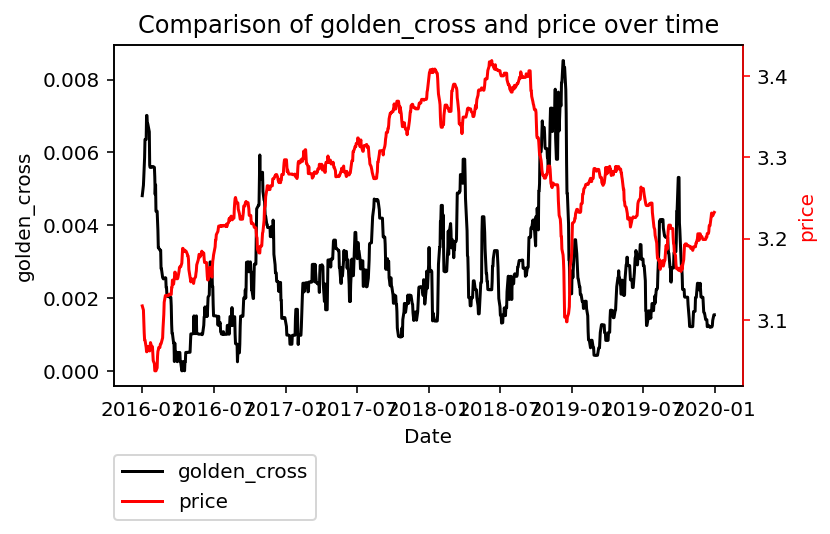 Comparison of golden_cross and price over time
0.008
0.006
0.004
0.002
0.000
golden_cross
3.4
3.3
3.2
3.1
price
2016-01 2016-07 2017-01 2017-07 2018-01 2018-07 2019-01 2019-07 2020-01
Date
golden_cross
price